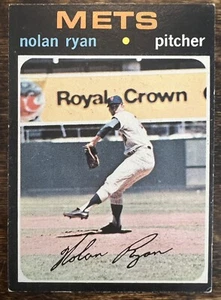 METS
nolan ryan • pitcher
Royal Crown
Nolan Ryan